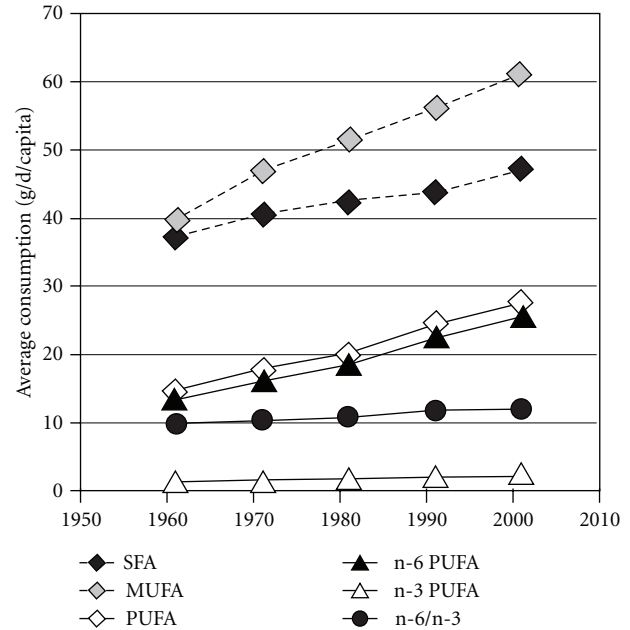 70
60
50
40
30
20
10
0
Average consumption (g/d/capita)
1950 1960 1970 1980 1990 2000 2010
SFA
MUFA
PUFA
n-6 PUFA
n-3 PUFA
n-6/n-3